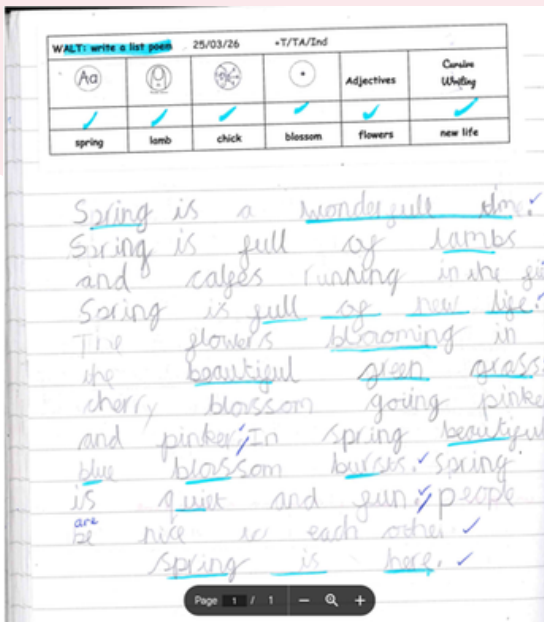 WALT: write a list poem 25/03/26 =T/TA/Ind
Aa Adjectives Cursive Writing
spring lamb chick blossom flowers new life
Spring is a wonderfull time.
Spring is full of lambs
and calfes running in the
Spring is full of new life.
The flowers blooming in
the beautiful green grass
cherry blossom going pinker
and pinker. In spring beautiful
blue blossom bursts. Spring
is quiet and fun. people
are
be nice to each other
spring is here.
Page 1 / 1